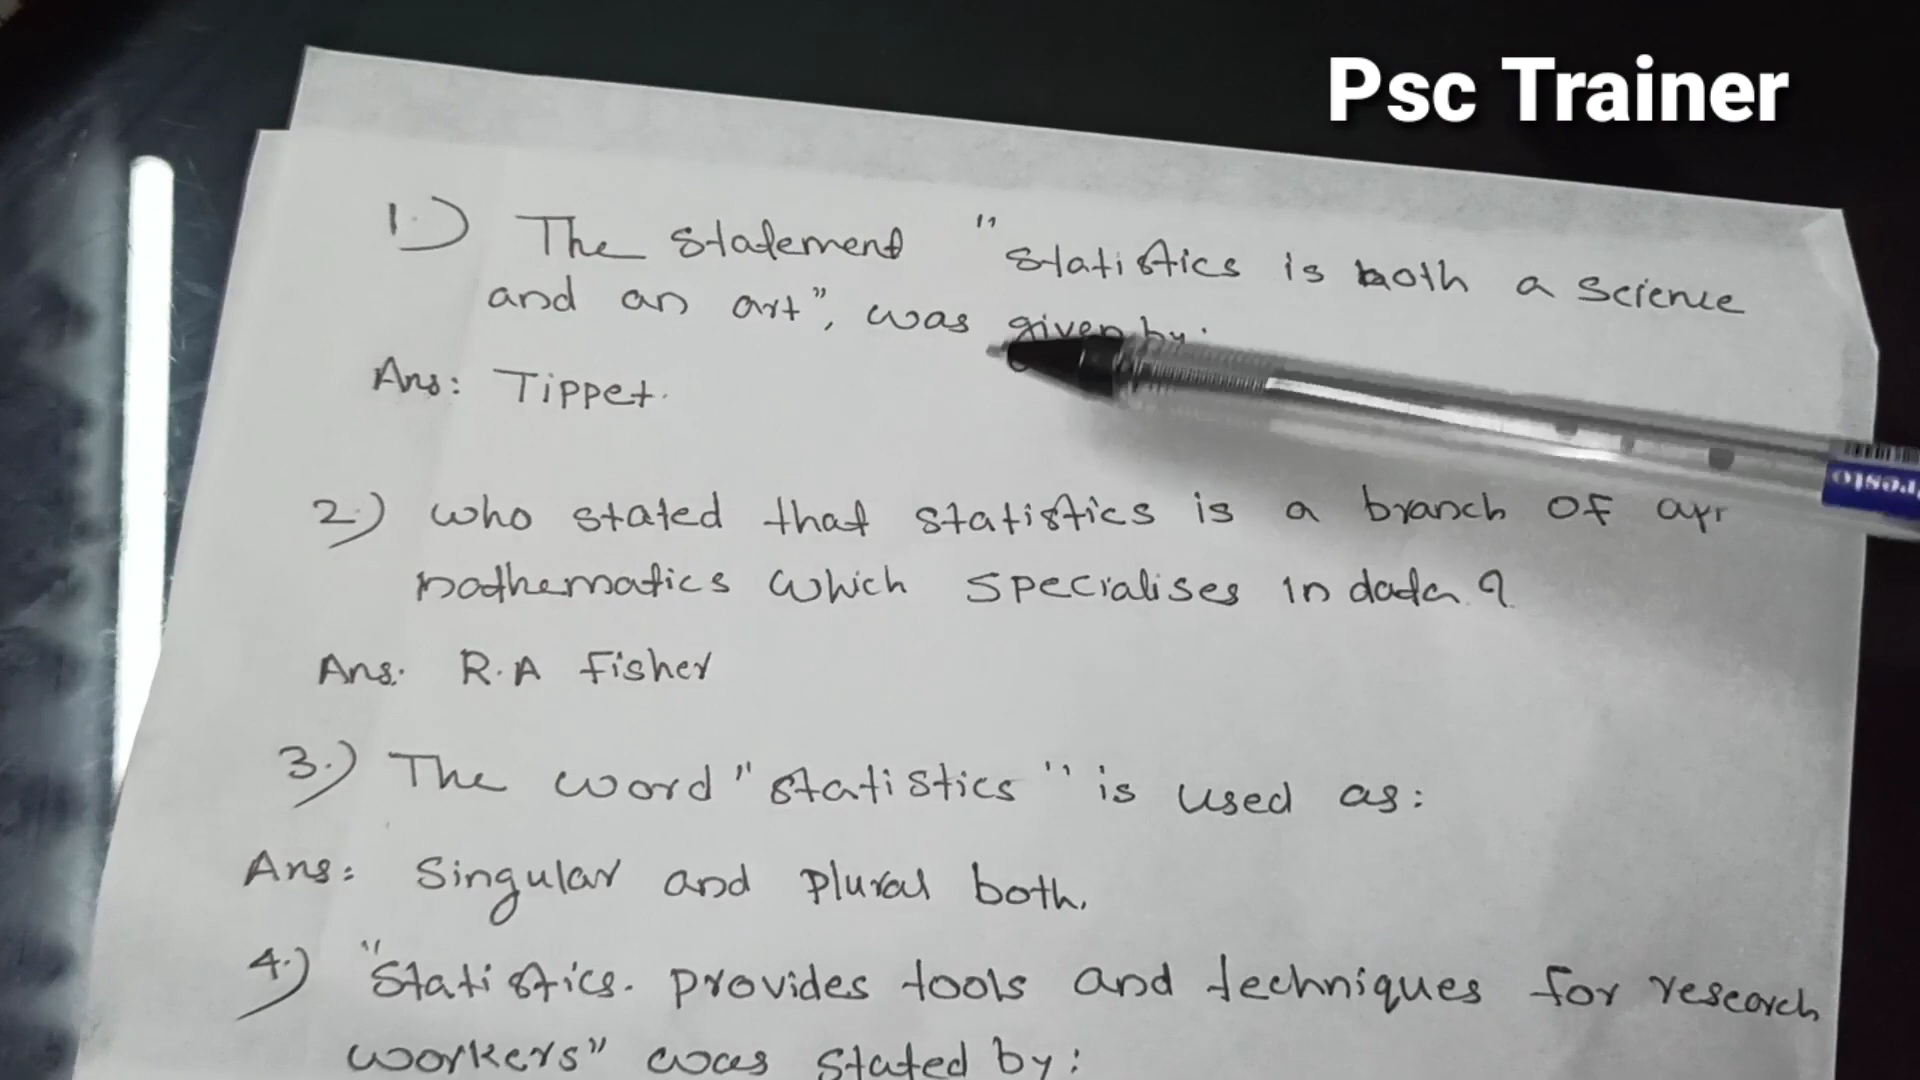 Psc Trainer
1.) The statement "statistics is both a science
and an art", was given by:
Ans: Tippet.
2.) who stated that statistics is a branch of
mathematics which specialises in data?
Ans. R.A Fisher
3.) The word "statistics" is used as:
Ans: Singular and plural both.
4.) "Statistics. provides tools and techniques for research
workers" was stated by: